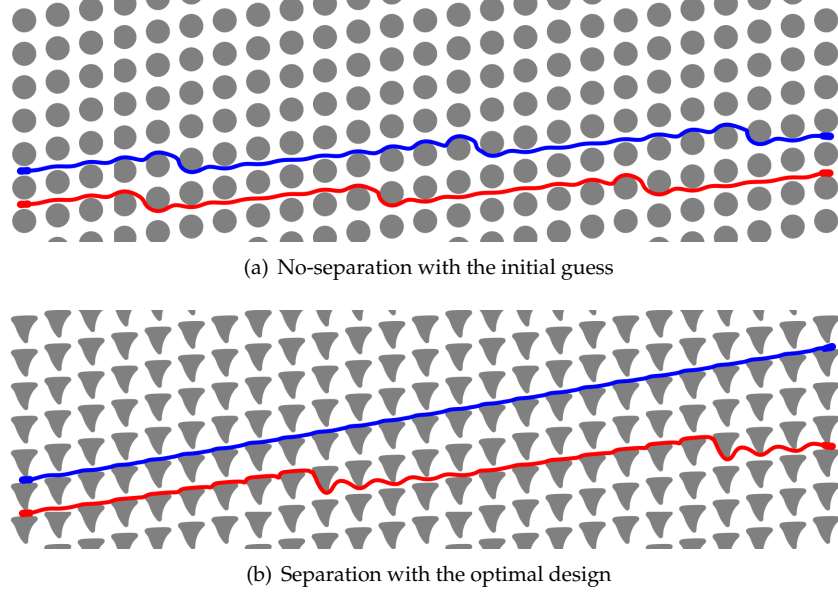 (a) No-separation with the initial guess
(b) Separation with the optimal design